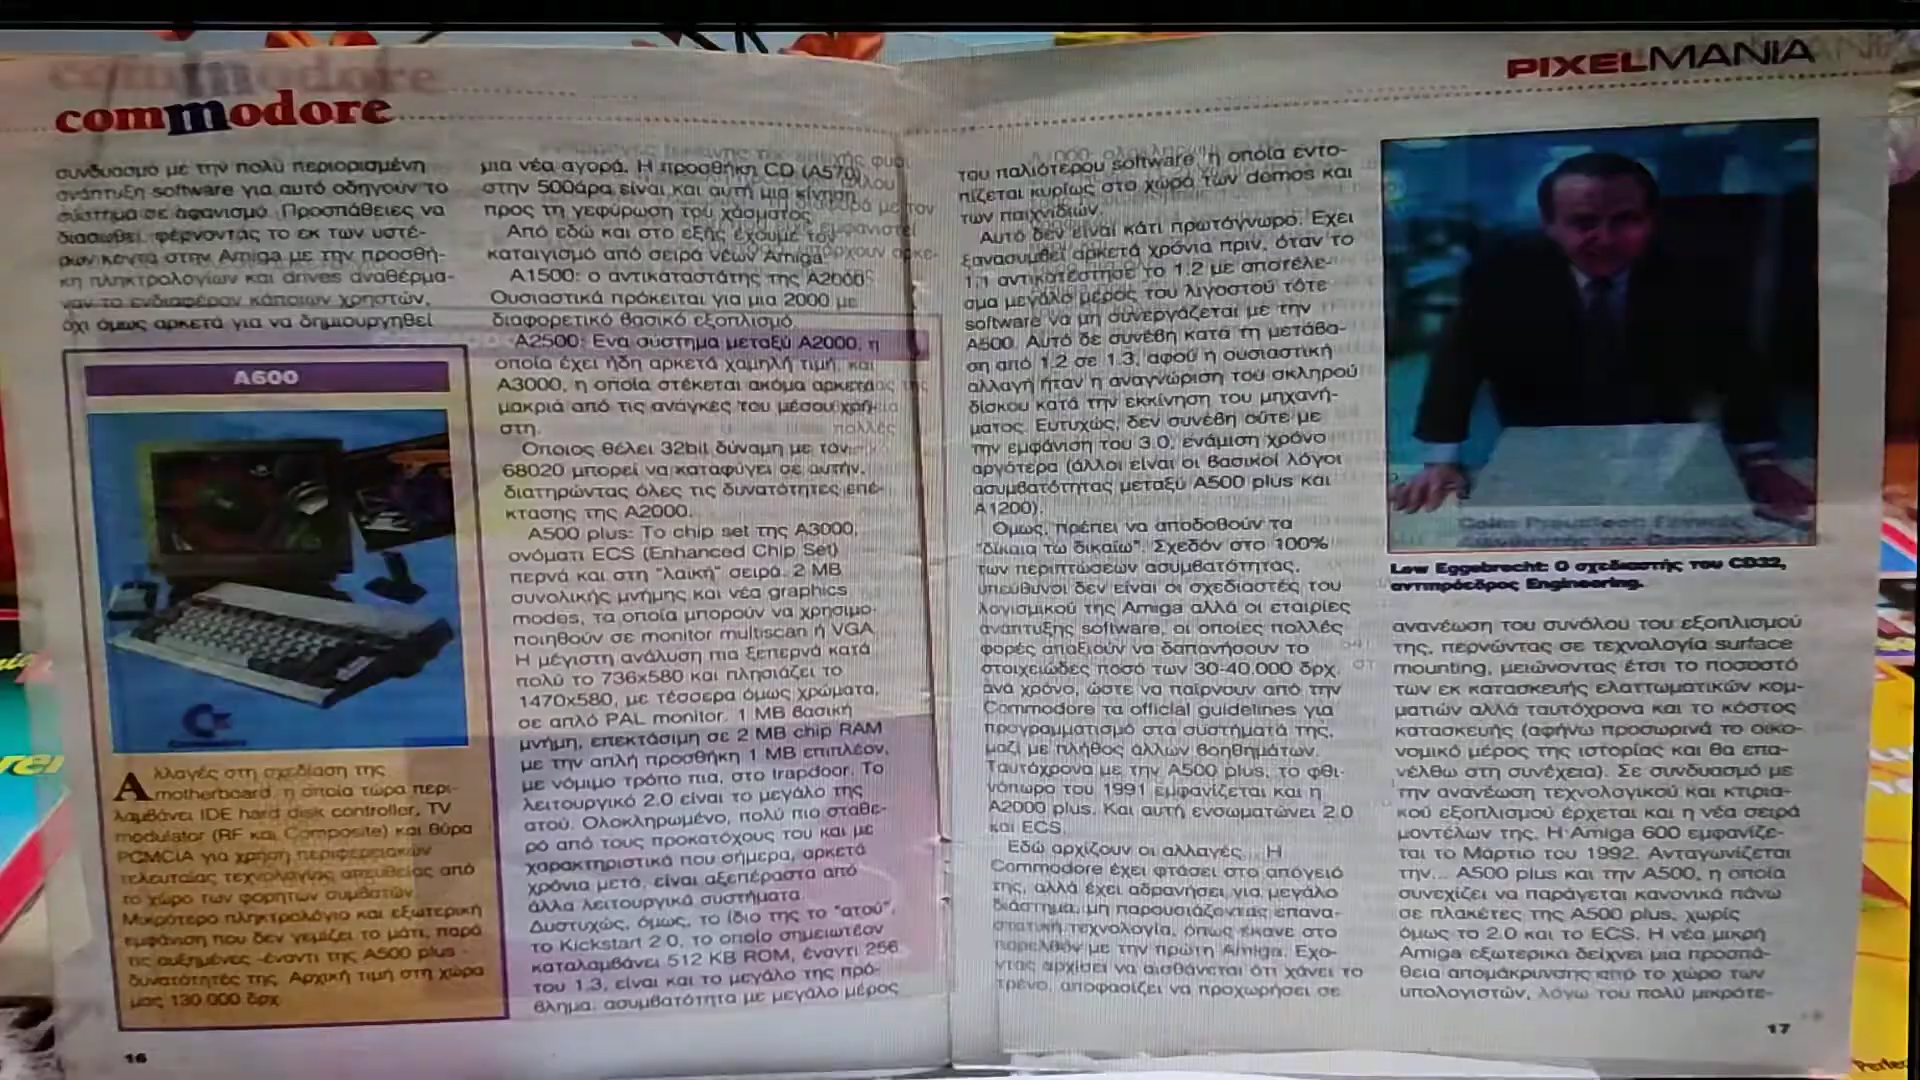 commodore
συνδυασμό με την πολύ περιορισμένη
ανάπτυξη software για αυτό οδηγούν το
σύστημα σε αφανισμό. Προσπάθειες να
διασωθεί, φέρνοντάς το εκ των υστέ-
ρων κοντά στην Amiga με την προσθή-
κη πληκτρολογίων και drives αναθέρμα-
ναν το ενδιαφέρον κάποιων χρηστών,
όχι όμως αρκετά για να δημιουργηθεί
A600
Αλλαγές στη σχεδίαση της
motherboard, η οποία τώρα περι-
λαμβάνει IDE hard disk controller, TV
modulator (RF και Composite) και θύρα
PCMCIA για χρήση περιφερειακών
τελευταίας τεχνολογίας απευθείας από
το χώρο των φορητών συμβατών.
Μικρότερο πληκτρολόγιο και εξωτερική
εμφάνιση που δεν γεμίζει το μάτι, παρά
τις αυξημένες -έναντι της A500 plus -
δυνατότητές της. Αρχική τιμή στη χώρα
μας 130.000 δρχ.
16
μια νέα αγορά. Η προσθήκη CD (A570)
στην 500άρα είναι και αυτή μια κίνηση
προς τη γεφύρωση του χάσματος.
Από εδώ και στο εξής έχουμε τον
καταιγισμό από σειρά νέων Amiga.
A1500: ο αντικαταστάτης της A2000.
Ουσιαστικά πρόκειται για μια 2000 με
διαφορετικό βασικό εξοπλισμό.
A2500: Ενα σύστημα μεταξύ A2000, η
οποία έχει ήδη αρκετά χαμηλή τιμή, και
A3000, η οποία στέκεται ακόμα αρκετά
μακριά από τις ανάγκες του μέσου χρή-
στη.
Οποιος θέλει 32bit δύναμη με τον
68020 μπορεί να καταφύγει σε αυτήν,
διατηρώντας όλες τις δυνατότητες επέ-
κτασης της A2000.
A500 plus: Το chip set της A3000,
ονόματι ECS (Enhanced Chip Set)
περνά και στη "λαϊκή" σειρά. 2 MB
συνολικής μνήμης και νέα graphics
modes, τα οποία μπορούν να χρησιμο-
ποιηθούν σε monitor multiscan ή VGA.
Η μέγιστη ανάλυση πια ξεπερνά κατά
πολύ το 736x580 και πλησιάζει το
1470x580, με τέσσερα όμως χρώματα,
σε απλό PAL monitor. 1 MB βασική
μνήμη, επεκτάσιμη σε 2 MB chip RAM
με την απλή προσθήκη 1 MB επιπλέον,
με νόμιμο τρόπο πια, στο trapdoor. Το
λειτουργικό 2.0 είναι το μεγάλο της
ατού. Ολοκληρωμένο, πολύ πιο σταθε-
ρό από τους προκατόχους του και με
χαρακτηριστικά που σήμερα, αρκετά
χρόνια μετά, είναι αξεπέραστα από
άλλα λειτουργικά συστήματα.
Δυστυχώς, όμως, το ίδιο της το "ατού",
το Kickstart 2.0, το οποίο σημειωτέον
καταλαμβάνει 512 KB ROM, έναντι 256
του 1.3, είναι και το μεγάλο της πρό-
βλημα: ασυμβατότητα με μεγάλο μέρος
PIXELMANIA
του παλιότερου software, η οποία εντο-
πίζεται κυρίως στο χώρο των demos και
των παιχνιδιών.
Αυτό δεν είναι κάτι πρωτόγνωρο. Εχει
ξανασυμβεί αρκετά χρόνια πριν, όταν το
1.1 αντικατέστησε το 1.2 με αποτέλε-
σμα μεγάλο μέρος του λιγοστού τότε
software να μη συνεργάζεται με την
A500. Αυτό δε συνέβη κατά τη μετάβα-
ση από 1.2 σε 1.3, αφού η ουσιαστική
αλλαγή ήταν η αναγνώριση του σκληρού
δίσκου κατά την εκκίνηση του μηχανή-
ματος. Ευτυχώς, δεν συνέβη ούτε με
την εμφάνιση του 3.0, ενάμιση χρόνο
αργότερα (άλλοι είναι οι βασικοί λόγοι
ασυμβατότητας μεταξύ A500 plus και
A1200).
Ομως, πρέπει να αποδοθούν τα
"δίκαια τω δικαίω". Σχεδόν στο 100%
των περιπτώσεων ασυμβατότητας,
υπεύθυνοι δεν είναι οι σχεδιαστές του
λογισμικού της Amiga αλλά οι εταιρίες
ανάπτυξης software, οι οποίες πολλές
φορές απαξιούν να δαπανήσουν το
στοιχειώδες ποσό των 30-40.000 δρχ.
ανά χρόνο, ώστε να παίρνουν από την
Commodore τα official guidelines για
προγραμματισμό στα συστήματά της,
μαζί με πλήθος άλλων βοηθημάτων.
Ταυτόχρονα με την A500 plus, το φθι-
νόπωρο του 1991 εμφανίζεται και η
A2000 plus. Και αυτή ενσωματώνει 2.0
και ECS.
Εδώ αρχίζουν οι αλλαγές... Η
Commodore έχει φτάσει στο απόγειό
της, αλλά έχει αδρανήσει για μεγάλο
διάστημα, μη παρουσιάζοντας επανα-
στατική τεχνολογία, όπως έκανε στο
παρελθόν με την πρώτη Amiga. Εχο-
ντας αρχίσει να αισθάνεται ότι χάνει το
τρένο, αποφασίζει να προχωρήσει σε
Lew Eggebrecht: Ο σχεδιαστής του CD32,
αντιπρόεδρος Engineering.
ανανέωση του συνόλου του εξοπλισμού
της, περνώντας σε τεχνολογία surface
mounting, μειώνοντας έτσι το ποσοστό
των εκ κατασκευής ελαττωματικών κομ-
ματιών αλλά ταυτόχρονα και το κόστος
κατασκευής (αφήνω προσωρινά το οικο-
νομικό μέρος της ιστορίας και θα επα-
νέλθω στη συνέχεια). Σε συνδυασμό με
την ανανέωση τεχνολογικού και κτιρια-
κού εξοπλισμού έρχεται και η νέα σειρά
μοντέλων της. Η Amiga 600 εμφανίζε-
ται το Μάρτιο του 1992. Ανταγωνίζεται
την... A500 plus και την A500, η οποία
συνεχίζει να παράγεται κανονικά πάνω
σε πλακέτες της A500 plus, χωρίς
όμως το 2.0 και το ECS. Η νέα μικρή
Amiga εξωτερικά δείχνει μια προσπά-
θεια απομάκρυνσης από το χώρο των
υπολογιστών, λόγω του πολύ μικρότε-
17